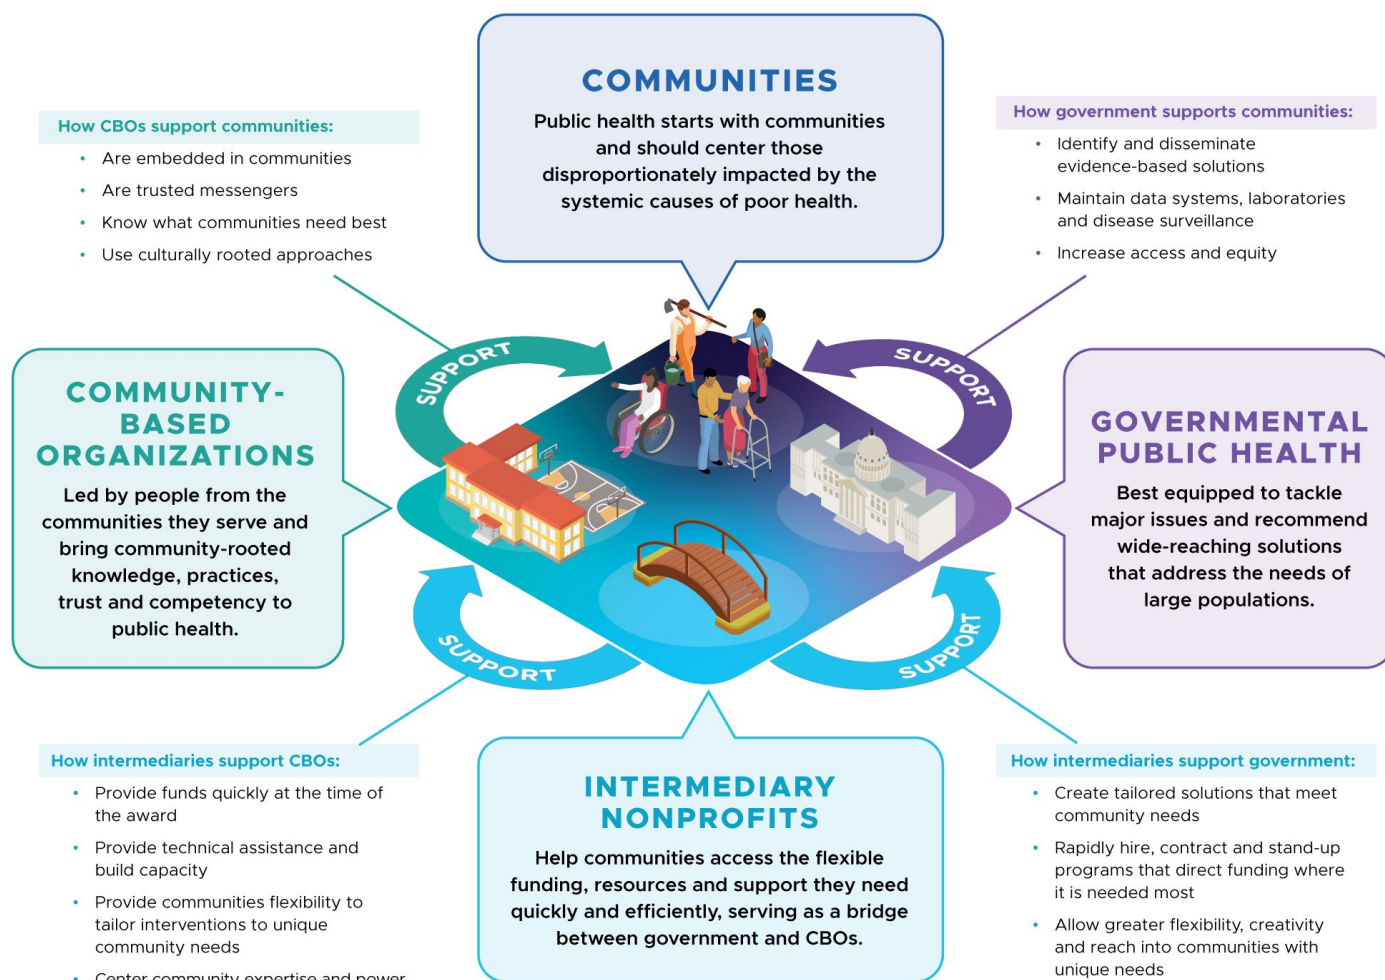 COMMUNITIES
Public health starts with communities
and should center those
disproportionately impacted by the
systemic causes of poor health.
How CBOs support communities:
• Are embedded in communities
• Are trusted messengers
• Know what communities need best
• Use culturally rooted approaches
How government supports communities:
• Identify and disseminate
evidence-based solutions
• Maintain data systems, laboratories
and disease surveillance
• Increase access and equity
SUPPORT
SUPPORT
COMMUNITY-
BASED
ORGANIZATIONS
Led by people from the
communities they serve and
bring community-rooted
knowledge, practices,
trust and competency to
public health.
GOVERNMENTAL
PUBLIC HEALTH
Best equipped to tackle
major issues and recommend
wide-reaching solutions
that address the needs of
large populations.
SUPPORT
SUPPORT
How intermediaries support CBOs:
• Provide funds quickly at the time of
the award
• Provide technical assistance and
build capacity
• Provide communities flexibility to
tailor interventions to unique
community needs
• Center community expertise and power
INTERMEDIARY
NONPROFITS
Help communities access the flexible
funding, resources and support they need
quickly and efficiently, serving as a bridge
between government and CBOs.
How intermediaries support government:
• Create tailored solutions that meet
community needs
• Rapidly hire, contract and stand-up
programs that direct funding where
it is needed most
• Allow greater flexibility, creativity
and reach into communities with
unique needs